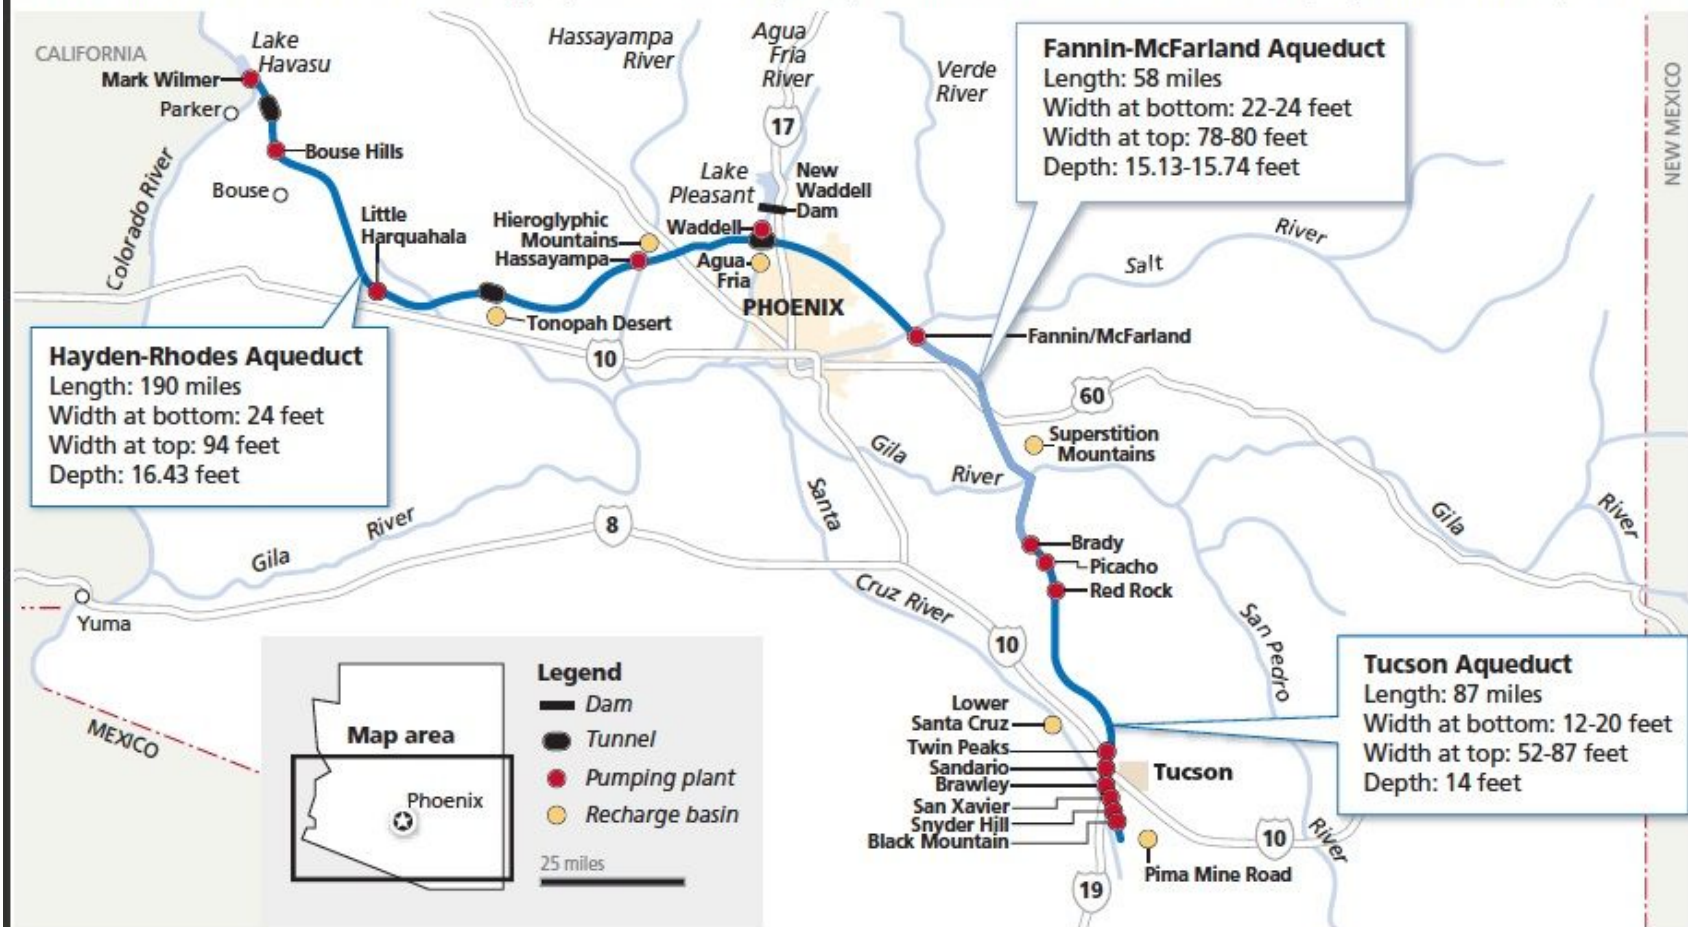 CALIFORNIA
Lake
Havasu
Mark Wilmer
Parker
Bouse Hills
Bouse
Colorado River
Little
Harquahala
Hassayampa
River
Agua
Fria
River
17
Verde
River
Lake
Pleasant
New
Waddell
Dam
Hieroglyphic
Mountains
Hassayampa
Waddell
Agua
Fria
PHOENIX
Tonopah Desert
10
Fannin-McFarland Aqueduct
Length: 58 miles
Width at bottom: 22-24 feet
Width at top: 78-80 feet
Depth: 15.13-15.74 feet
NEW MEXICO
Salt
River
Fannin/McFarland
60
Superstition
Mountains
Hayden-Rhodes Aqueduct
Length: 190 miles
Width at bottom: 24 feet
Width at top: 94 feet
Depth: 16.43 feet
Gila
River
Santa
Cruz River
Gila
River
8
Gila
River
Yuma
MEXICO
Brady
Picacho
Red Rock
10
San Pedro
River
Tucson Aqueduct
Length: 87 miles
Width at bottom: 12-20 feet
Width at top: 52-87 feet
Depth: 14 feet
Lower
Santa Cruz
Twin Peaks
Sandario
Brawley
San Xavier
Snyder Hill
Black Mountain
Tucson
10
Pima Mine Road
19
Map area
Phoenix
Legend
Dam
Tunnel
Pumping plant
Recharge basin
25 miles